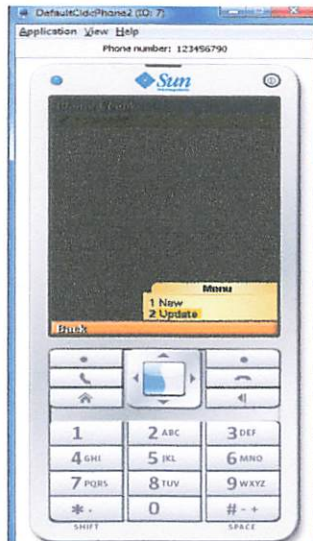 DefaultCldcPhone2 (ID: 7)
Application View Help
Phone number: 123456790
Sun
Menu
1 New
2 Update
Back
1
2 ABC
3 DEF
4 GHI
5 JKL
6 MNO
7 PQRS
8 TUV
9 WXYZ
* .
0
# - +
SHIFT
SPACE